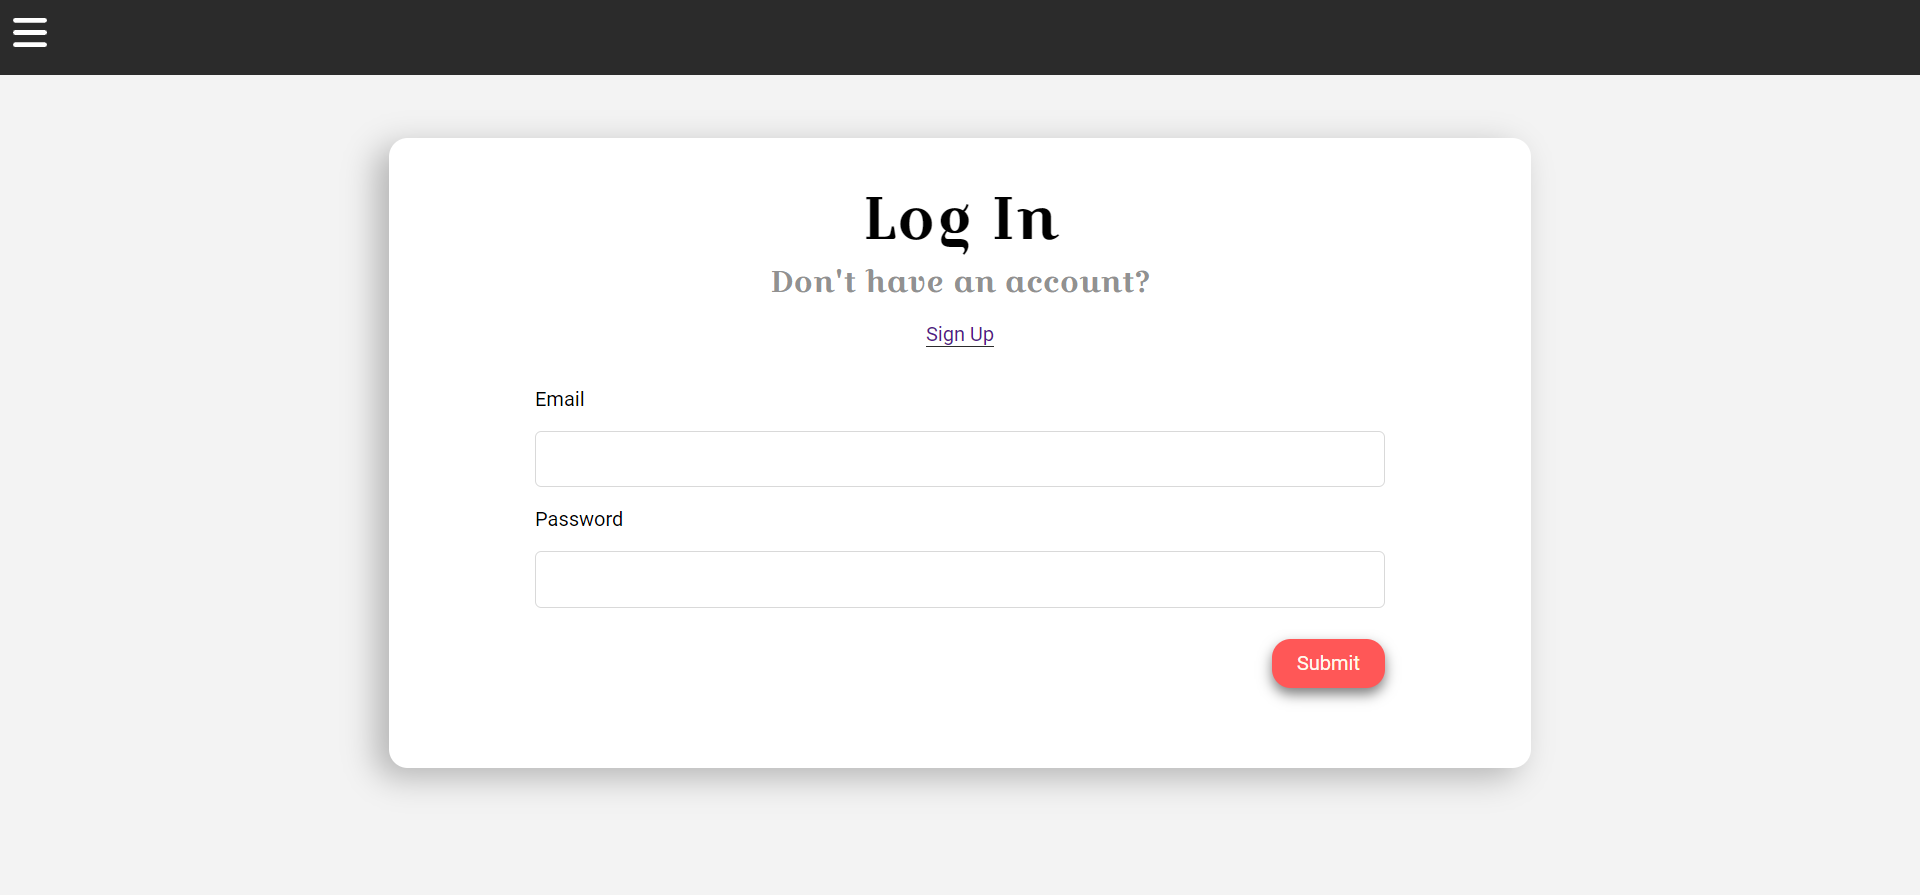 Log In
Don't have an account?
Sign Up
Email
Password
Submit